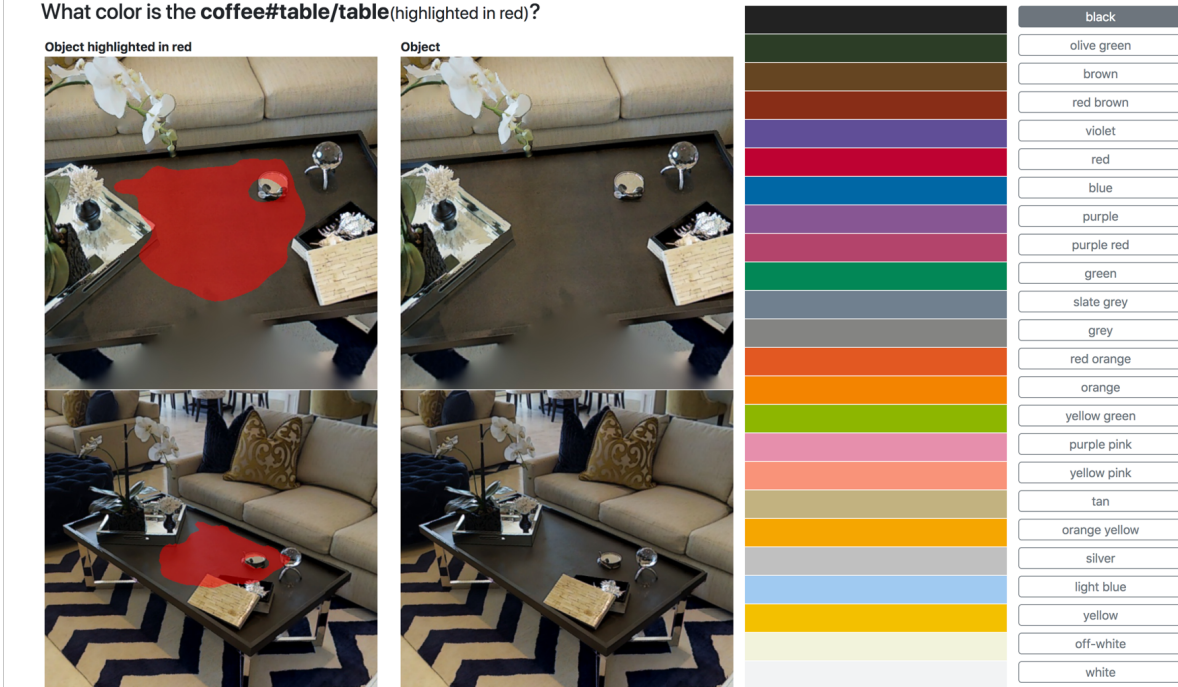 What color is the coffee#table/table(highlighted in red)?
Object highlighted in red
Object
black
olive green
brown
red brown
violet
red
blue
purple
purple red
green
slate grey
grey
red orange
orange
yellow green
purple pink
yellow pink
tan
orange yellow
silver
light blue
yellow
off-white
white